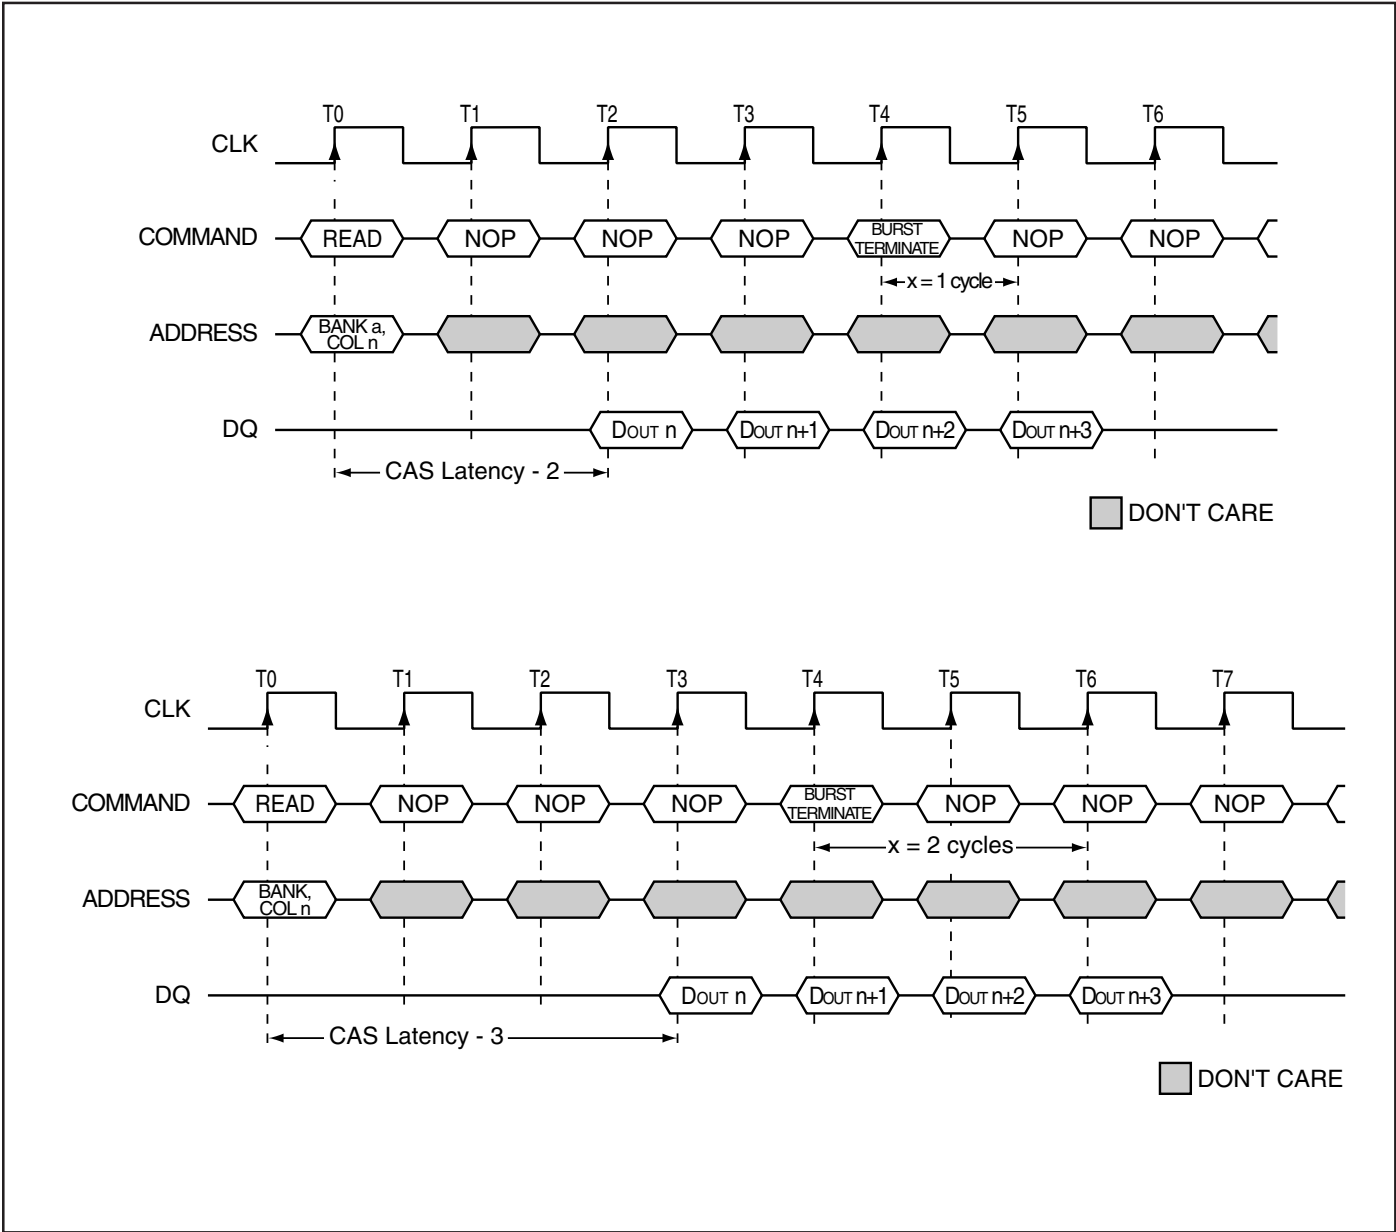 T0 T1 T2 T3 T4 T5 T6
CLK
COMMAND READ NOP NOP NOP BURST TERMINATE NOP NOP
x = 1 cycle
ADDRESS BANK a, COL n
DQ DOUT n DOUT n+1 DOUT n+2 DOUT n+3
CAS Latency - 2
DON'T CARE
T0 T1 T2 T3 T4 T5 T6 T7
CLK
COMMAND READ NOP NOP NOP BURST TERMINATE NOP NOP NOP
x = 2 cycles
ADDRESS BANK, COL n
DQ DOUT n DOUT n+1 DOUT n+2 DOUT n+3
CAS Latency - 3
DON'T CARE